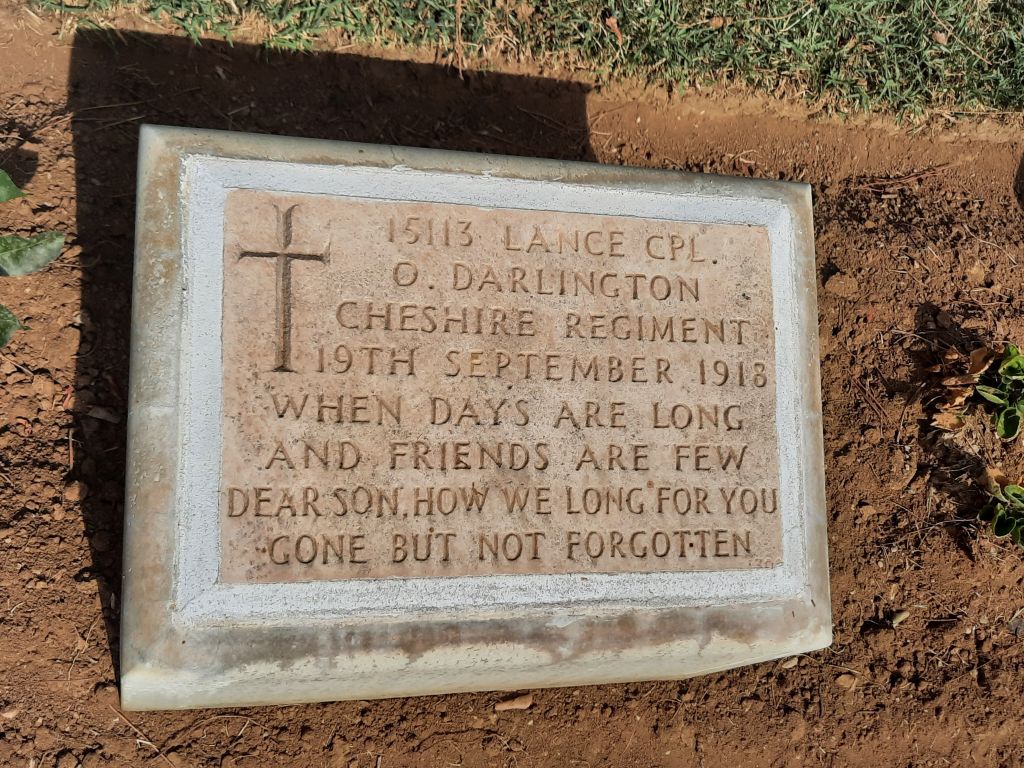 15113 LANCE CPL.
O. DARLINGTON
CHESHIRE REGIMENT
19TH SEPTEMBER 1918
WHEN DAYS ARE LONG
AND FRIENDS ARE FEW
DEAR SON, HOW WE LONG FOR YOU
GONE BUT NOT FORGOTTEN